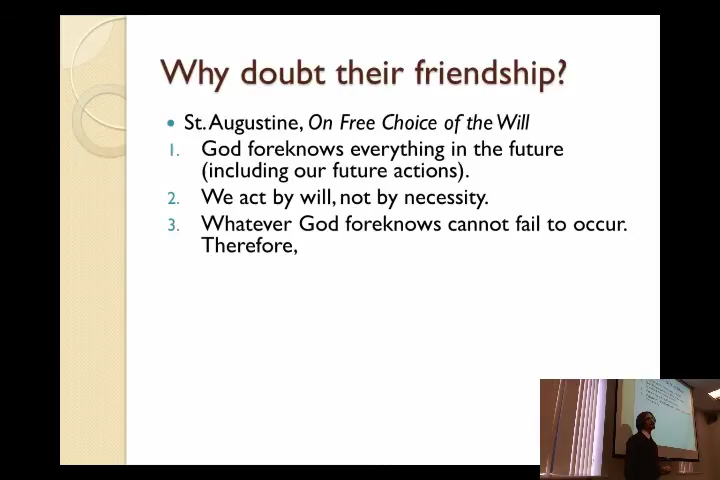 Why doubt their friendship?
• St. Augustine, On Free Choice of the Will
1. God foreknows everything in the future
(including our future actions).
2. We act by will, not by necessity.
3. Whatever God foreknows cannot fail to occur.
Therefore,